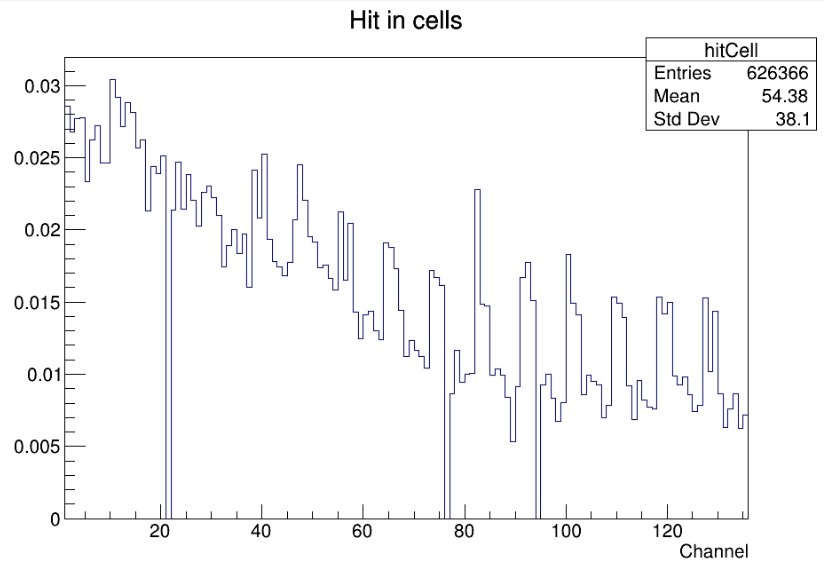 Hit in cells
hitCell
Entries 626366
Mean 54.38
Std Dev 38.1
0.03
0.025
0.02
0.015
0.01
0.005
0
20 40 60 80 100 120
Channel